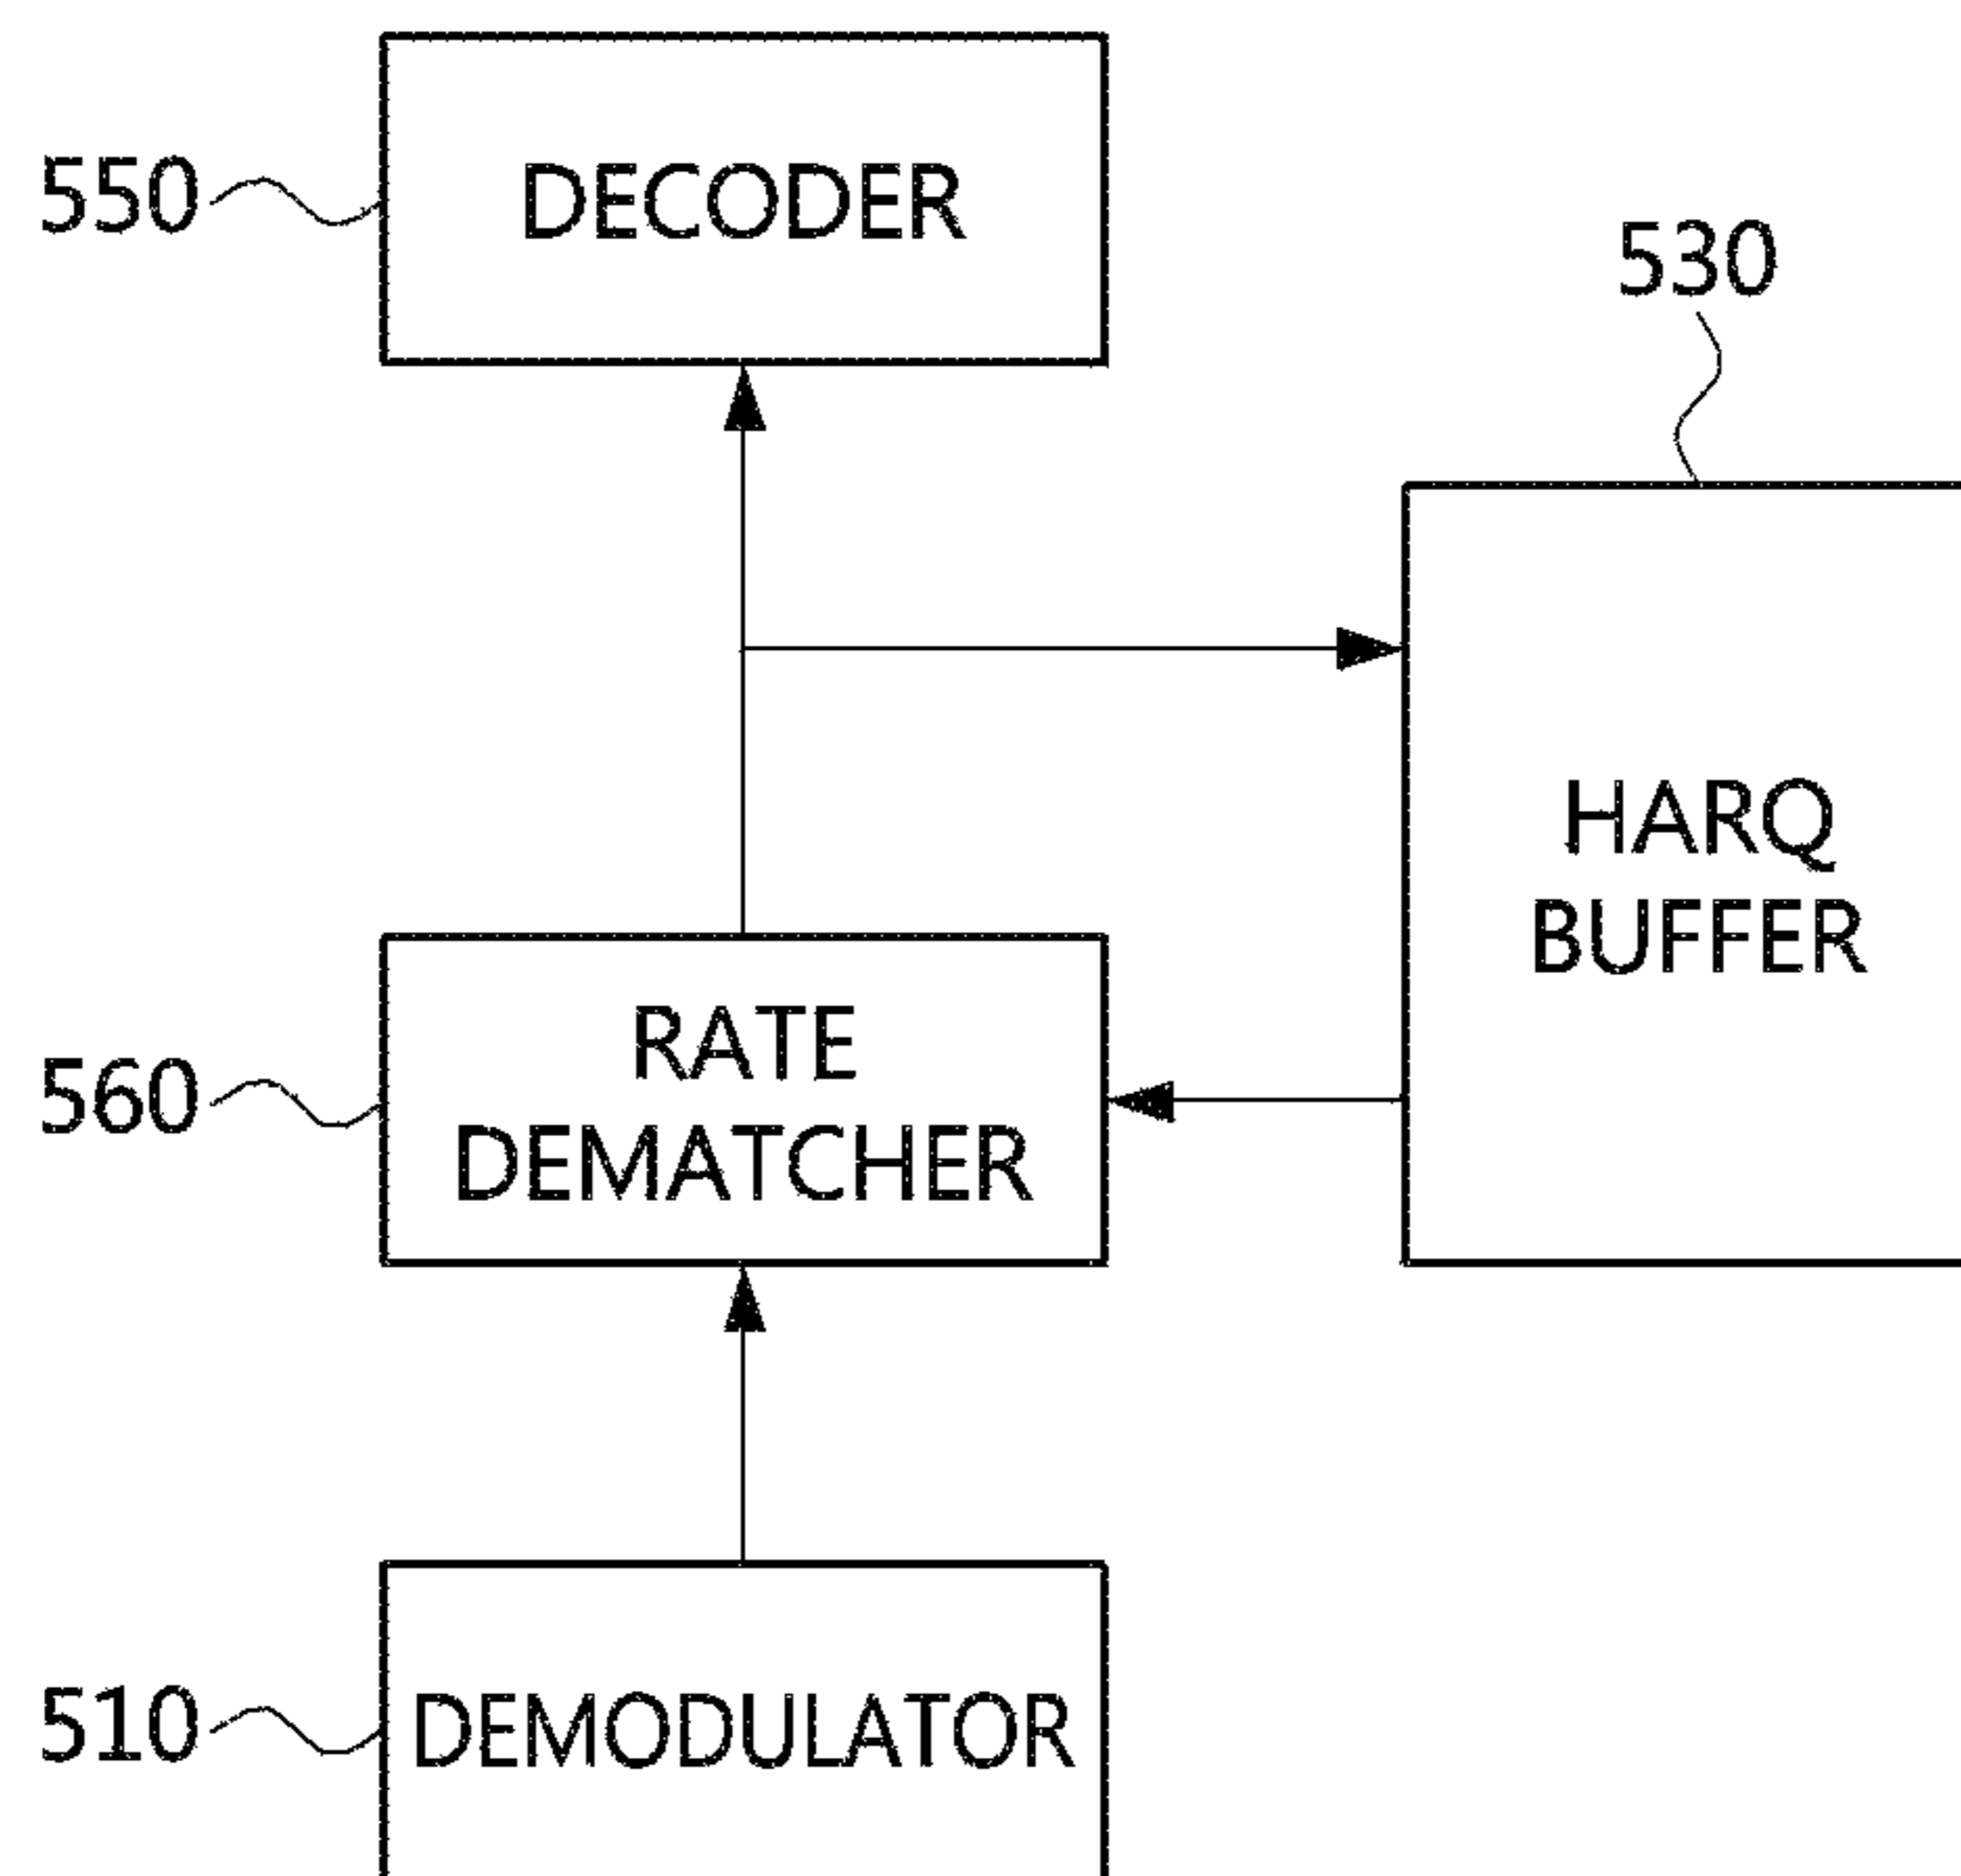 550
DECODER
530
HARQ
BUFFER
560
RATE
DEMATCHER
510
DEMODULATOR